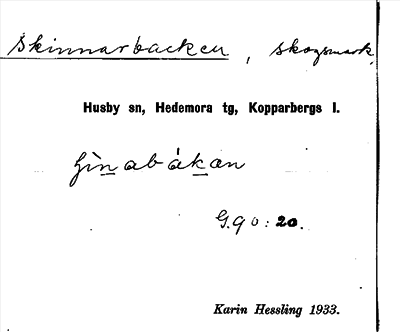 Skinnarbacken, skogsmark,
Husby sn, Hedemora tg, Kopparbergs l.
G. 90: 20.
Karin Hessling 1933.